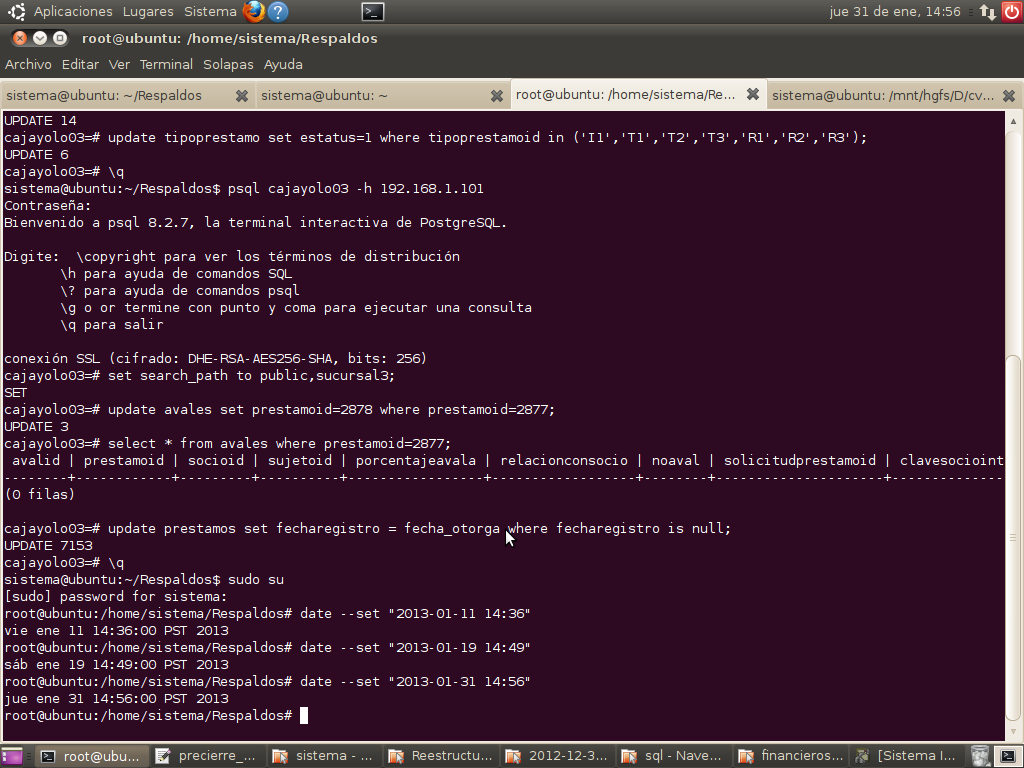 Aplicaciones Lugares Sistema jue 31 de ene, 14:56
root@ubuntu: /home/sistema/Respaldos
Archivo Editar Ver Terminal Solapas Ayuda
sistema@ubuntu: ~/Respaldos sistema@ubuntu: ~ root@ubuntu: /home/sistema/Re... sistema@ubuntu: /mnt/hgfs/D/cv...
UPDATE 14
cajayolo03=# update tipoprestamo set estatus=1 where tipoprestamoid in ('I1','T1','T2','T3','R1','R2','R3');
UPDATE 6
cajayolo03=# \q
sistema@ubuntu:~/Respaldos$ psql cajayolo03 -h 192.168.1.101
Contraseña:
Bienvenido a psql 8.2.7, la terminal interactiva de PostgreSQL.
Digite:  \copyright para ver los términos de distribución
\h para ayuda de comandos SQL
\? para ayuda de comandos psql
\g o or termine con punto y coma para ejecutar una consulta
\q para salir
conexión SSL (cifrado: DHE-RSA-AES256-SHA, bits: 256)
cajayolo03=# set search_path to public,sucursal3;
SET
cajayolo03=# update avales set prestamoid=2878 where prestamoid=2877;
UPDATE 3
cajayolo03=# select * from avales where prestamoid=2877;
avalid | prestamoid | socioid | sujetoid | porcentajeavala | relacionconsocio | noaval | solicitudprestamoid | clavesocioint
--------+------------+---------+----------+-----------------+------------------+--------+---------------------+--------------
(0 filas)
cajayolo03=# update prestamos set fecharegistro = fecha_otorga where fecharegistro is null;
UPDATE 7153
cajayolo03=# \q
sistema@ubuntu:~/Respaldos$ sudo su
[sudo] password for sistema:
root@ubuntu:/home/sistema/Respaldos# date --set "2013-01-11 14:36"
vie ene 11 14:36:00 PST 2013
root@ubuntu:/home/sistema/Respaldos# date --set "2013-01-19 14:49"
sáb ene 19 14:49:00 PST 2013
root@ubuntu:/home/sistema/Respaldos# date --set "2013-01-31 14:56"
jue ene 31 14:56:00 PST 2013
root@ubuntu:/home/sistema/Respaldos#
root@ubu... precierre_... sistema - ... Reestructu... 2012-12-3... sql - Nave... financieros... [Sistema I...